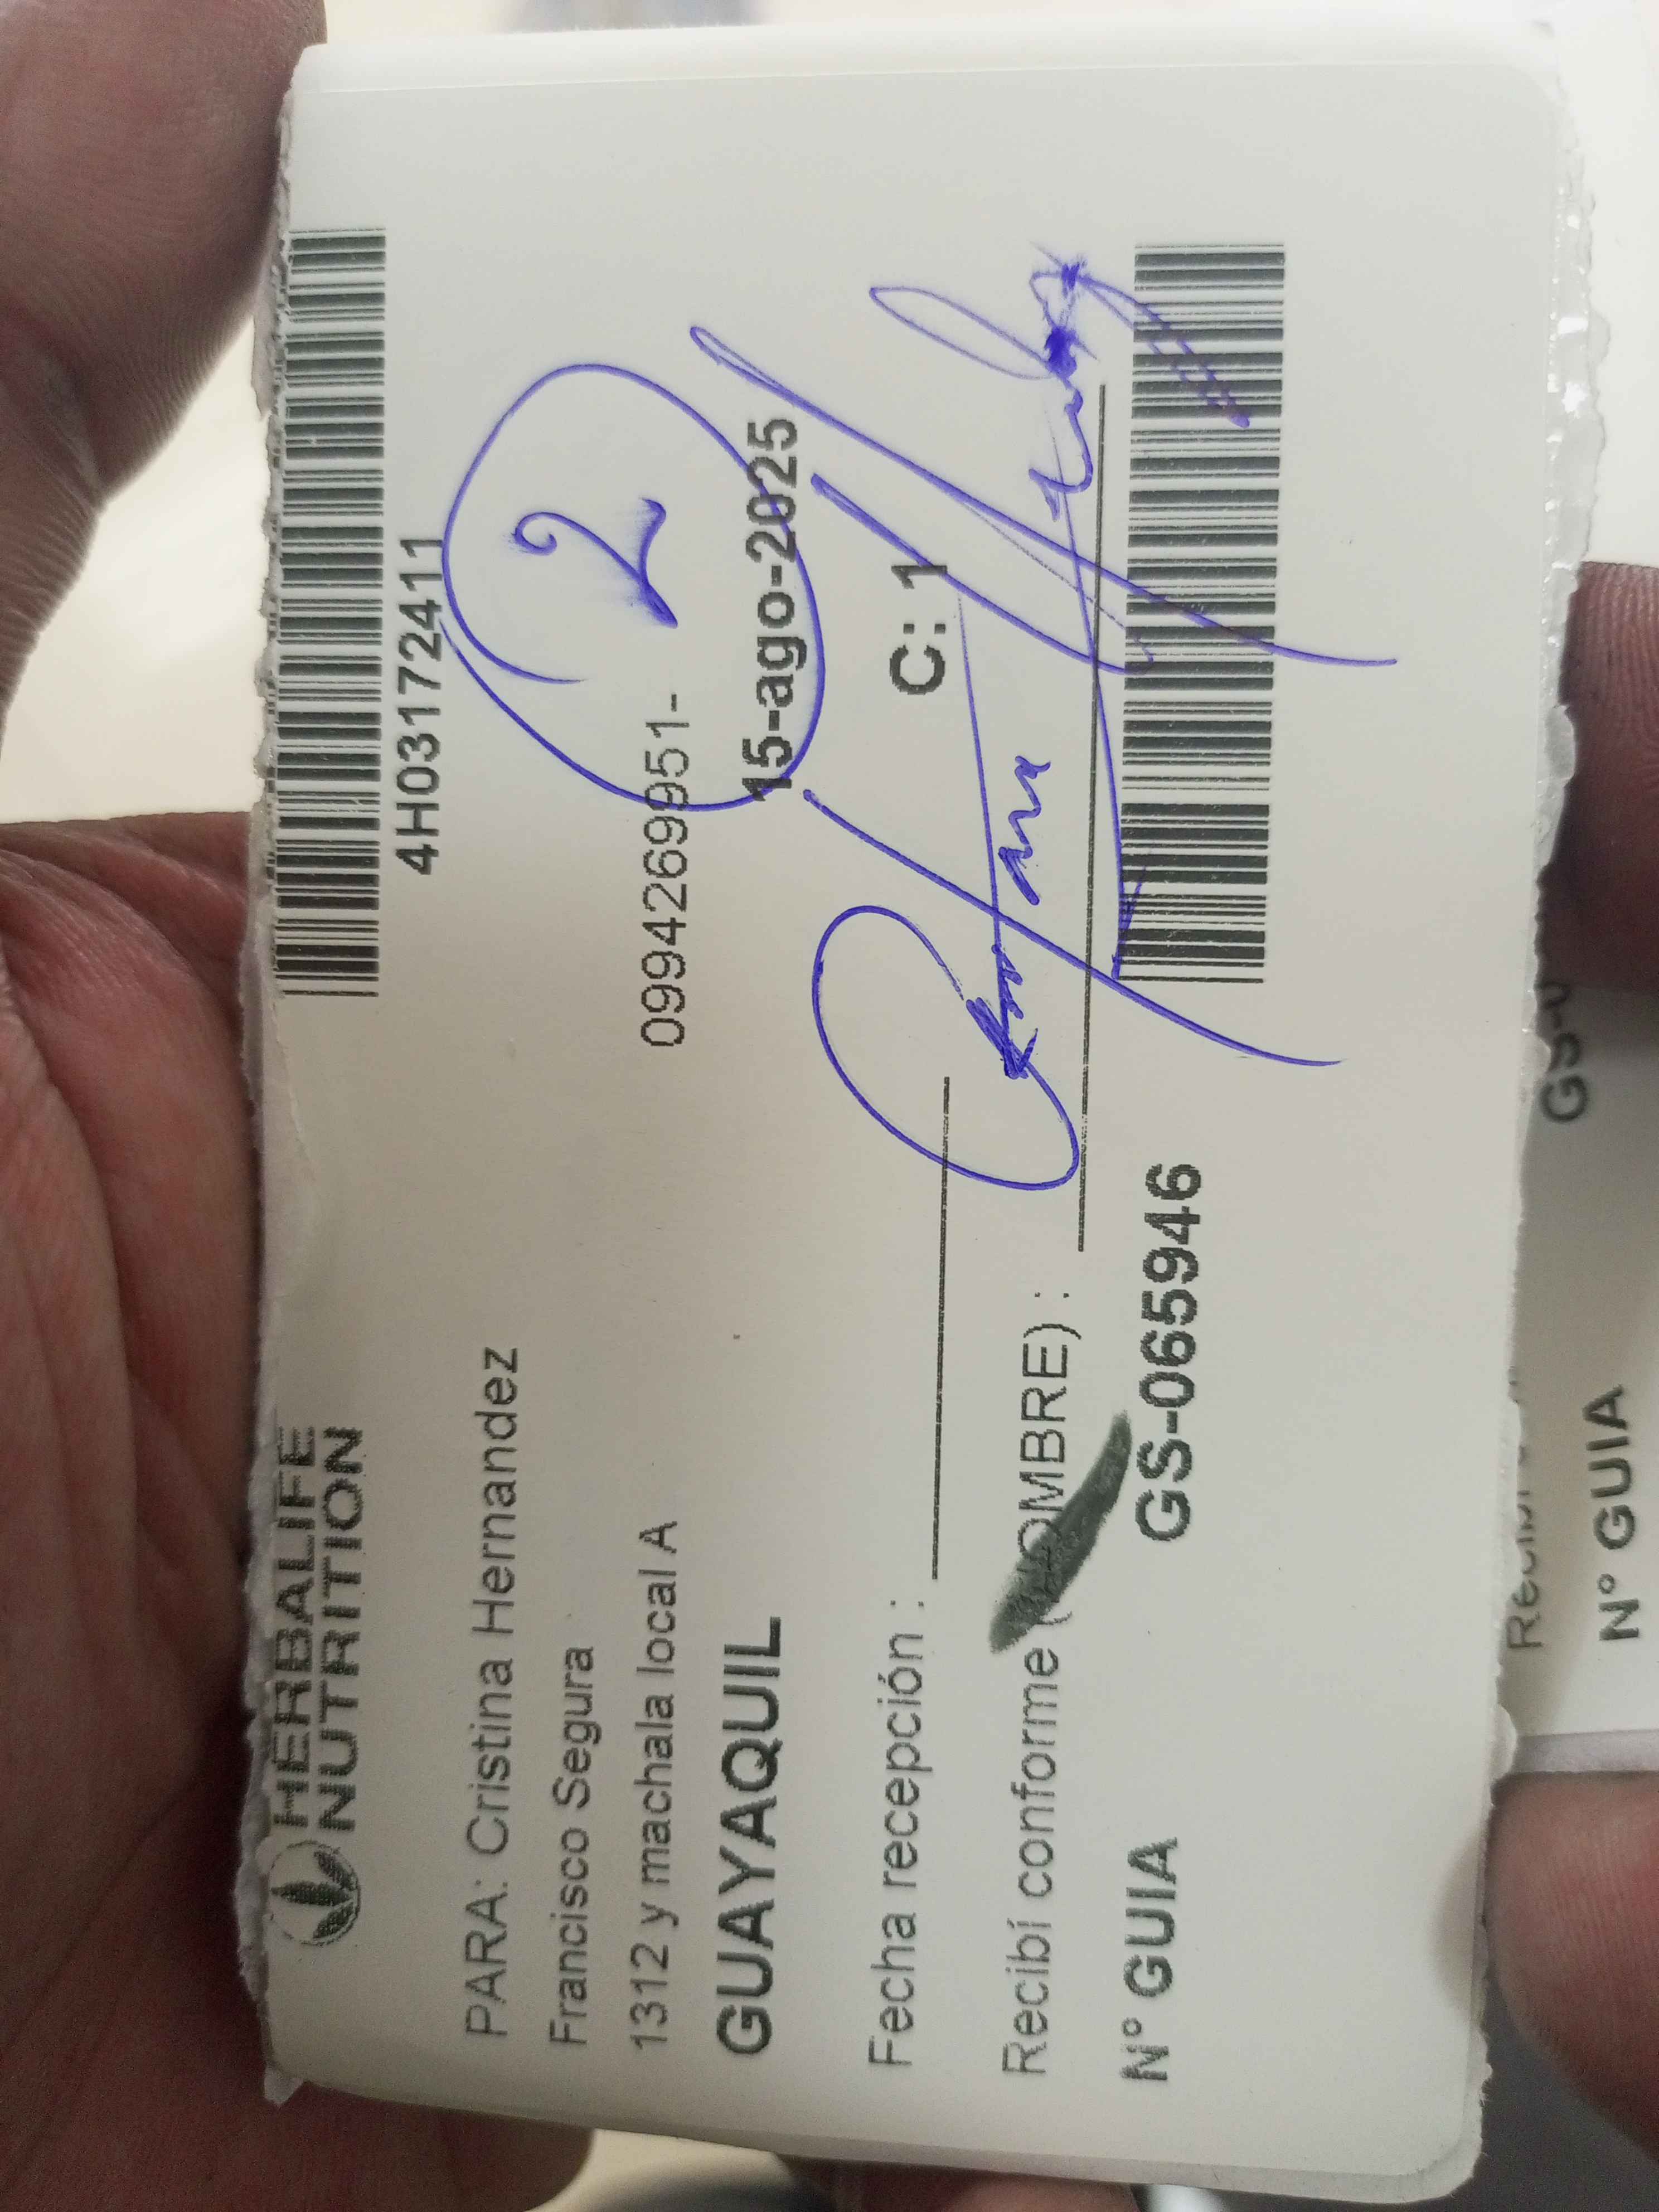 HERBALIFE
NUTRITION
4H03172411
PARA: Cristina Hernandez
Francisco Segura
2
1312 y machala local A
0994269951-
GUAYAQUIL
15-ago-2025
Fecha recepción :
C: 1
Recibí conforme (NOMBRE) :
N° GUIA
GS-065946
N° GUIA